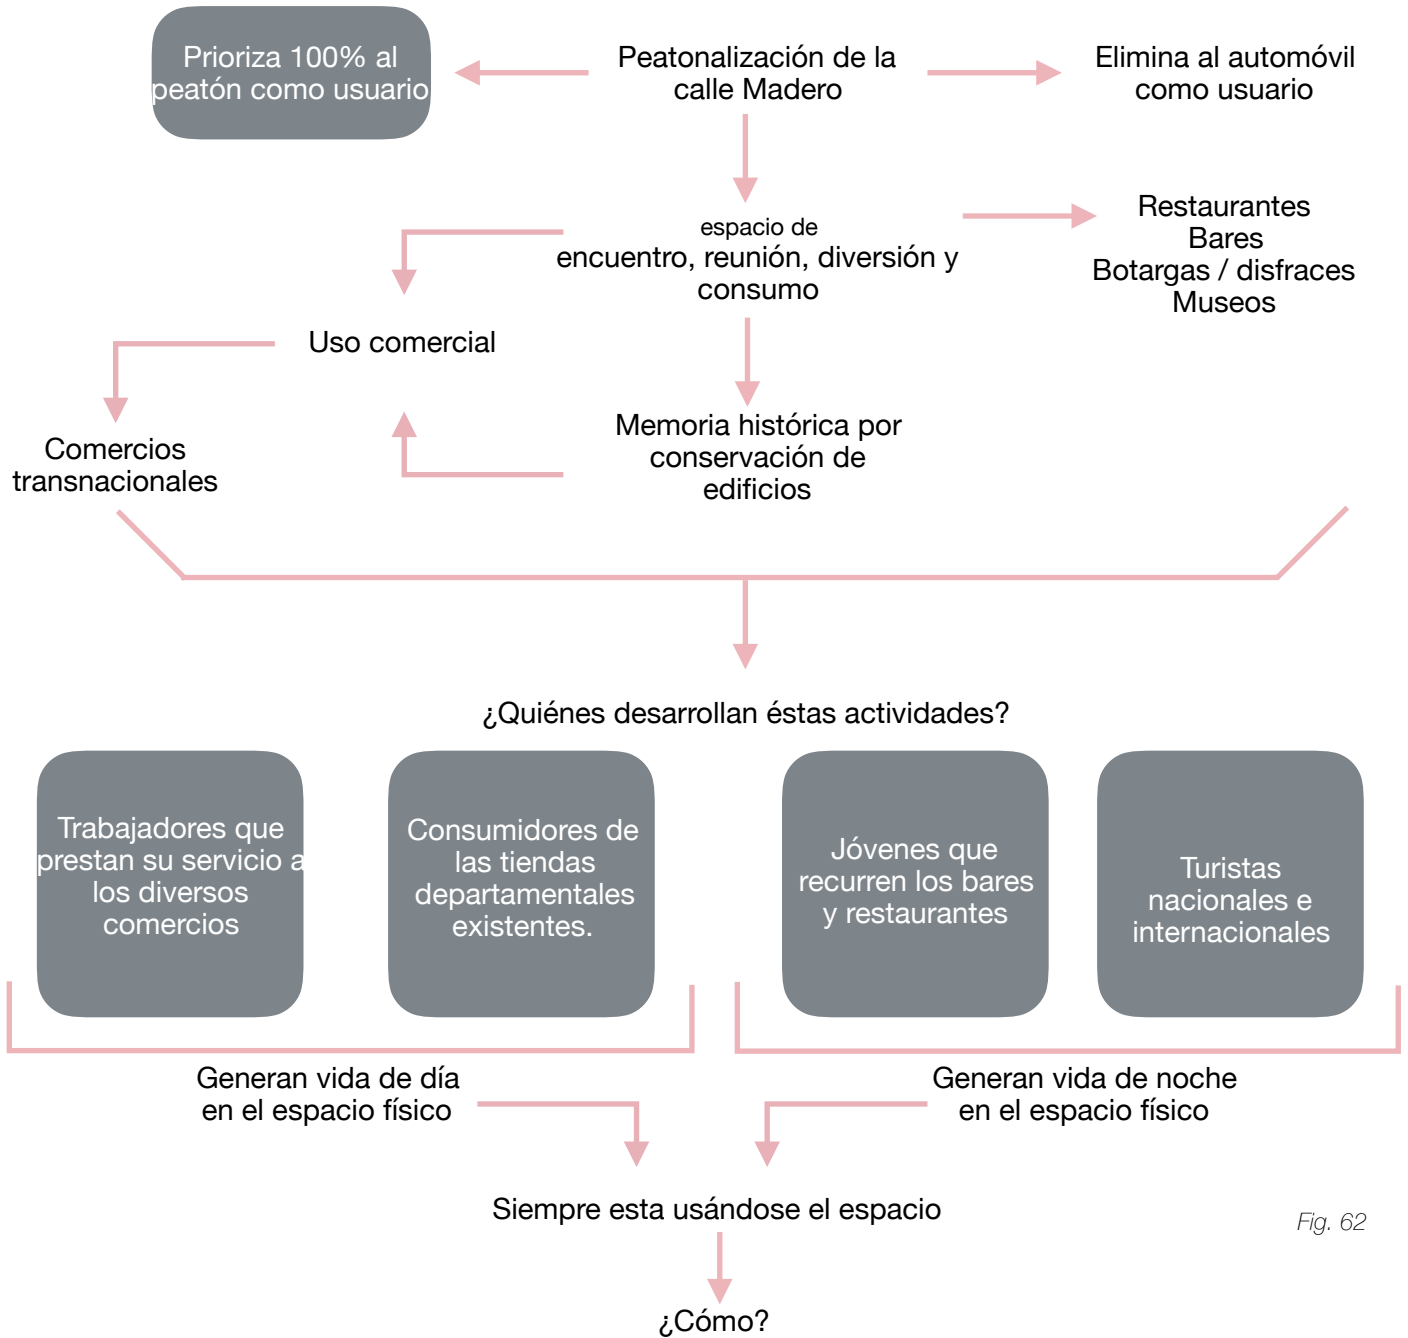 Prioriza 100% al
peatón como usuario
Peatonalización de la
calle Madero
Elimina al automóvil
como usuario
espacio de
encuentro, reunión, diversión y
consumo
Restaurantes
Bares
Botargas / disfraces
Museos
Uso comercial
Comercios
transnacionales
Memoria histórica por
conservación de
edificios
¿Quiénes desarrollan éstas actividades?
Trabajadores que
prestan su servicio a
los diversos
comercios
Consumidores de
las tiendas
departamentales
existentes.
Jóvenes que
recurren los bares
y restaurantes
Turistas
nacionales e
internacionales
Generan vida de día
en el espacio físico
Generan vida de noche
en el espacio físico
Siempre esta usándose el espacio
Fig. 62
¿Cómo?